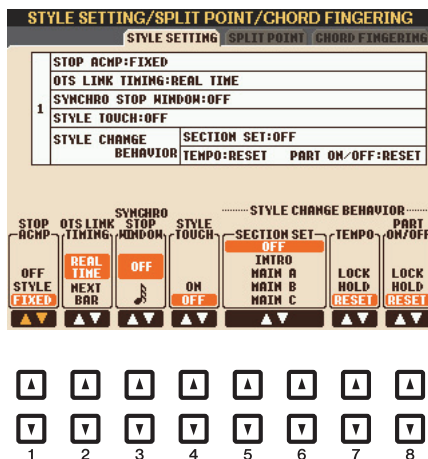 STYLE SETTING/SPLIT POINT/CHORD FINGERING
STYLE SETTING SPLIT POINT CHORD FINGERING
1
STOP ACMP:FIXED
OTS LINK TIMING:REAL TIME
SYNCHRO STOP WINDOW:OFF
STYLE TOUCH:OFF
STYLE CHANGE BEHAVIOR
SECTION SET:OFF
TEMPO:RESET PART ON/OFF:RESET
STOP ACMP
OFF
STYLE
FIXED
OTS LINK TIMING
REAL TIME
NEXT BAR
SYNCHRO STOP WINDOW
OFF
STYLE TOUCH
ON
OFF
STYLE CHANGE BEHAVIOR
SECTION SET
OFF
INTRO
MAIN A
MAIN B
MAIN C
TEMPO
LOCK
HOLD
RESET
PART ON/OFF
LOCK
HOLD
RESET
1 2 3 4 5 6 7 8